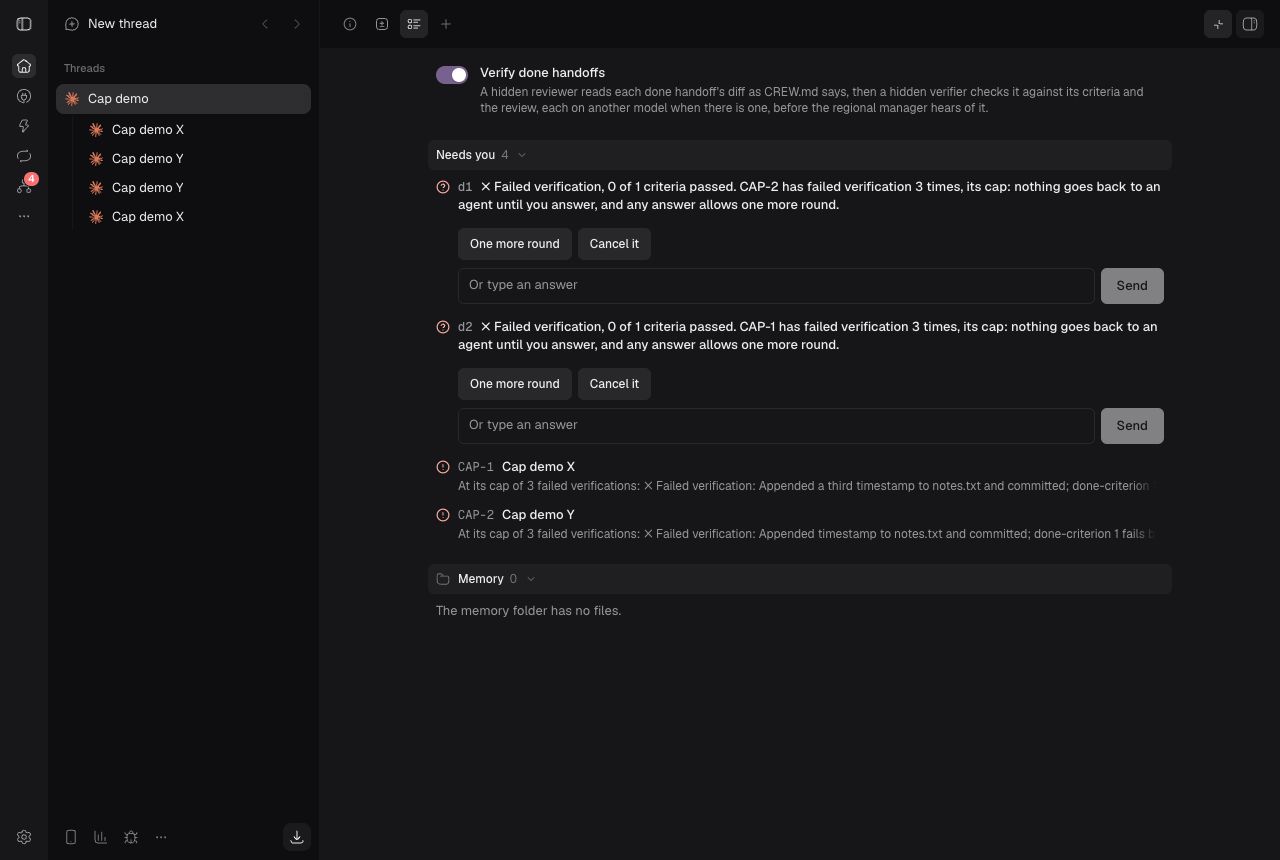 New thread
Threads
Cap demo
Cap demo X
Cap demo Y
Cap demo Y
Cap demo X
4
Verify done handoffs
A hidden reviewer reads each done handoff's diff as CREW.md says, then a hidden verifier checks it against its criteria and
the review, each on another model when there is one, before the regional manager hears of it.
Needs you 4
d1 ✕ Failed verification, 0 of 1 criteria passed. CAP-2 has failed verification 3 times, its cap: nothing goes back to an
agent until you answer, and any answer allows one more round.
One more round Cancel it
Or type an answer Send
d2 ✕ Failed verification, 0 of 1 criteria passed. CAP-1 has failed verification 3 times, its cap: nothing goes back to an
agent until you answer, and any answer allows one more round.
One more round Cancel it
Or type an answer Send
CAP-1 Cap demo X
At its cap of 3 failed verifications: ✕ Failed verification: Appended a third timestamp to notes.txt and committed; done-criterion
CAP-2 Cap demo Y
At its cap of 3 failed verifications: ✕ Failed verification: Appended timestamp to notes.txt and committed; done-criterion 1 fails
Memory 0
The memory folder has no files.